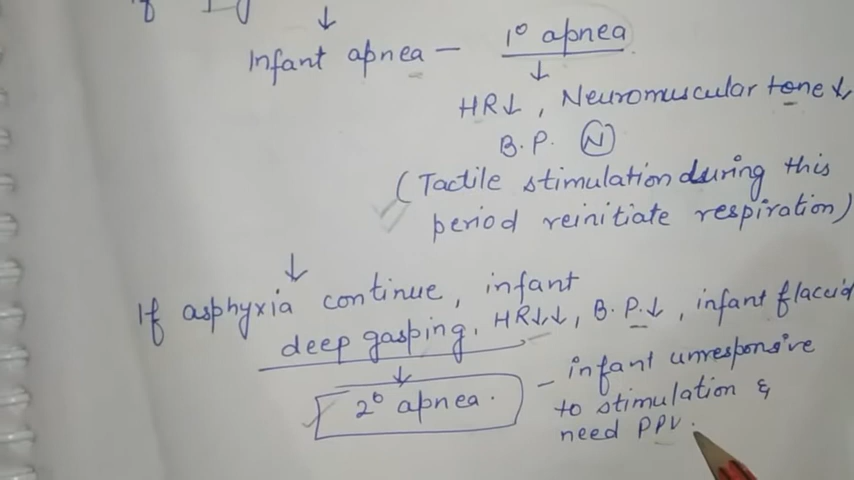 ↓
Infant apnea — 1° apnea
↓
HR↓, Neuromuscular tone↓,
B.P. (N)
(Tactile stimulation during this
period reinitiate respiration)
↓
If asphyxia continue, infant
deep gasping, HR↓↓, B.P.↓, infant flaccid
↓
2° apnea. – infant unresponsive
to stimulation &
need PPV.